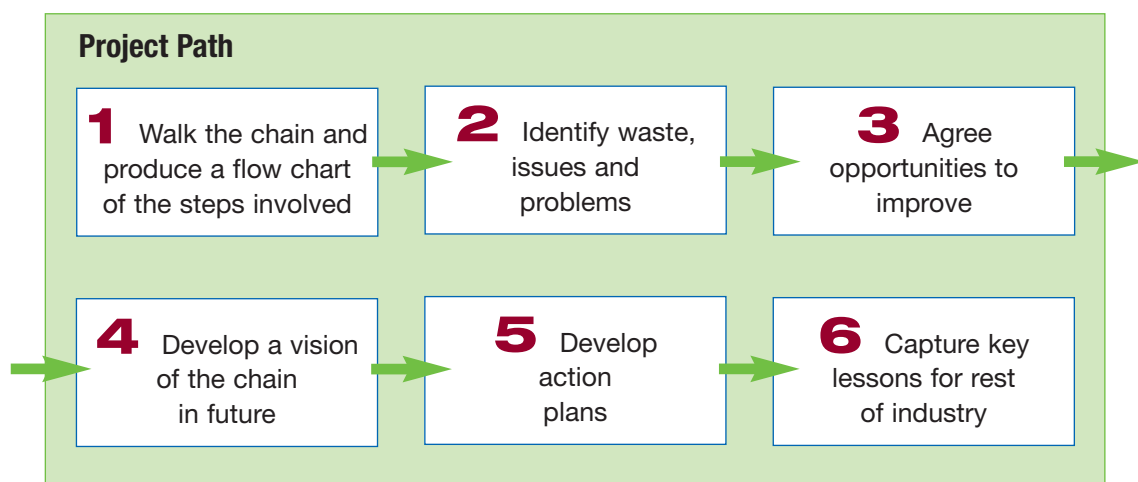 Project Path
1 Walk the chain and
produce a flow chart
of the steps involved
2 Identify waste,
issues and
problems
3 Agree
opportunities to
improve
4 Develop a vision
of the chain
in future
5 Develop
action
plans
6 Capture key
lessons for rest
of industry